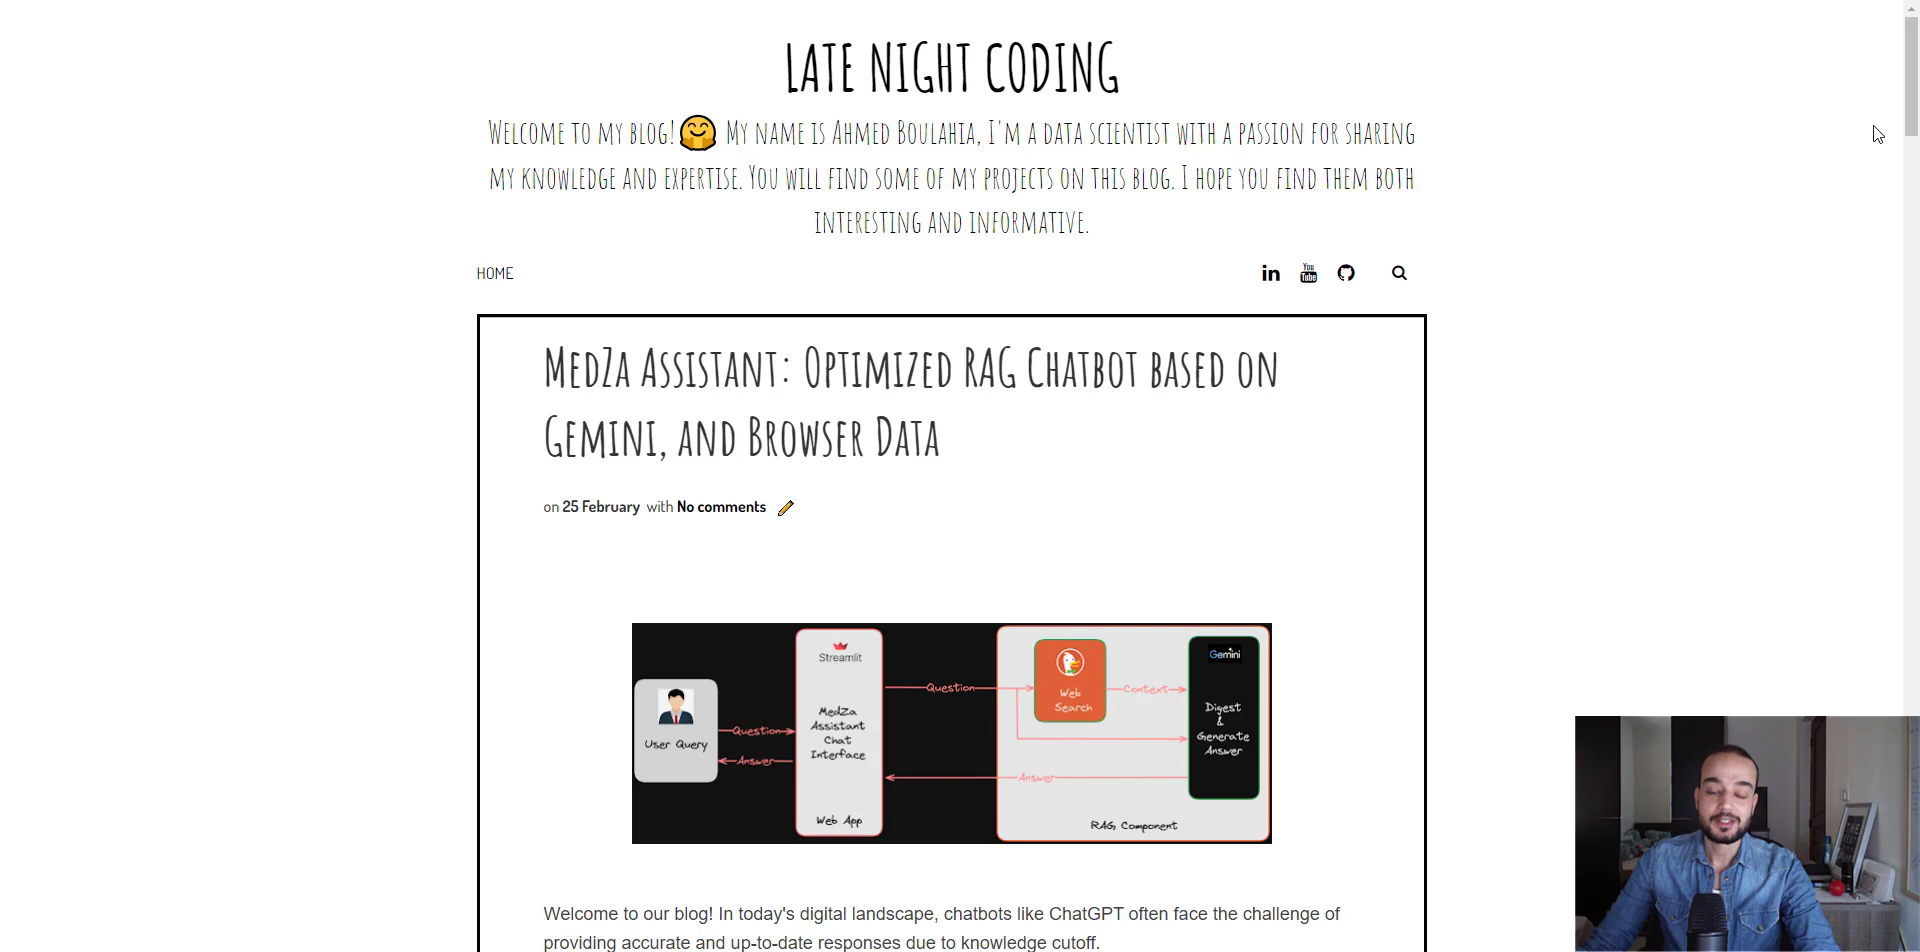 LATE NIGHT CODING
WELCOME TO MY BLOG! 🤗 MY NAME IS AHMED BOULAHIA, I'M A DATA SCIENTIST WITH A PASSION FOR SHARING
MY KNOWLEDGE AND EXPERTISE. YOU WILL FIND SOME OF MY PROJECTS ON THIS BLOG. I HOPE YOU FIND THEM BOTH
INTERESTING AND INFORMATIVE.
HOME
You Tube
MEDZA ASSISTANT: OPTIMIZED RAG CHATBOT BASED ON
GEMINI, AND BROWSER DATA
on 25 February with No comments
User Query
Question
Answer
Streamlit
MedZa
Assistant
Chat
Interface
Web App
Question
Web
Search
Context
Gemini
Digest
&
Generate
Answer
Answer
RAG Component
Welcome to our blog! In today's digital landscape, chatbots like ChatGPT often face the challenge of
providing accurate and up-to-date responses due to knowledge cutoff.